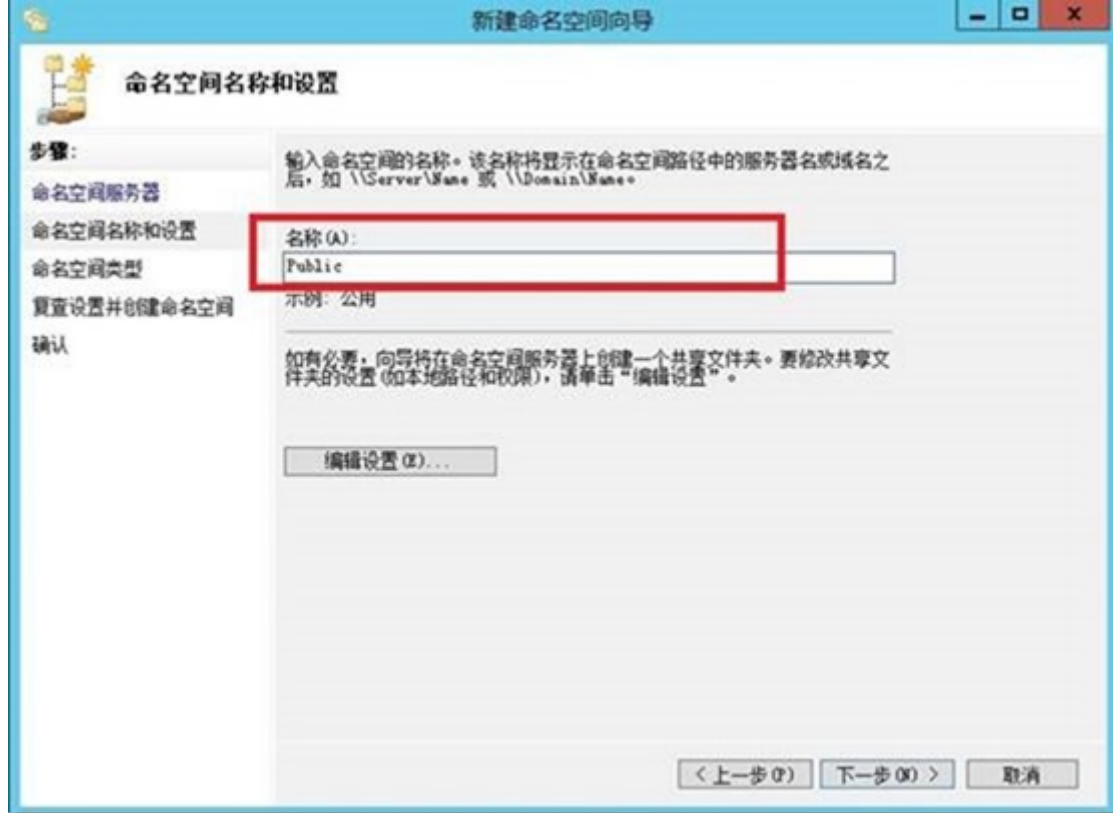 新建命名空间向导
命名空间名称和设置
步骤:
命名空间服务器
命名空间名称和设置
命名空间类型
复查设置并创建命名空间
确认
输入命名空间的名称。该名称将显示在命名空间路径中的服务器名或域名之
后，如 \\Server\Name 或 \\Domain\Name。
名称(A):
Public
示例: 公用
如有必要，向导将在命名空间服务器上创建一个共享文件夹。要修改共享文
件夹的设置(如本地路径和权限)，请单击“编辑设置”。
编辑设置(E)...
< 上一步(P)
下一步(N) >
取消